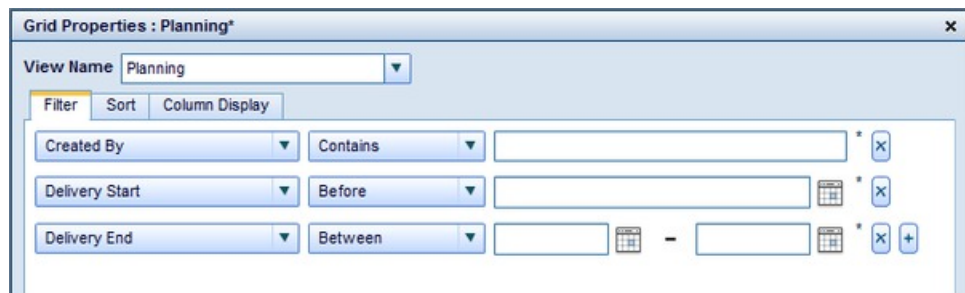 Grid Properties : Planning*
View Name Planning
Filter Sort Column Display
Created By Contains *
Delivery Start Before *
Delivery End Between – *